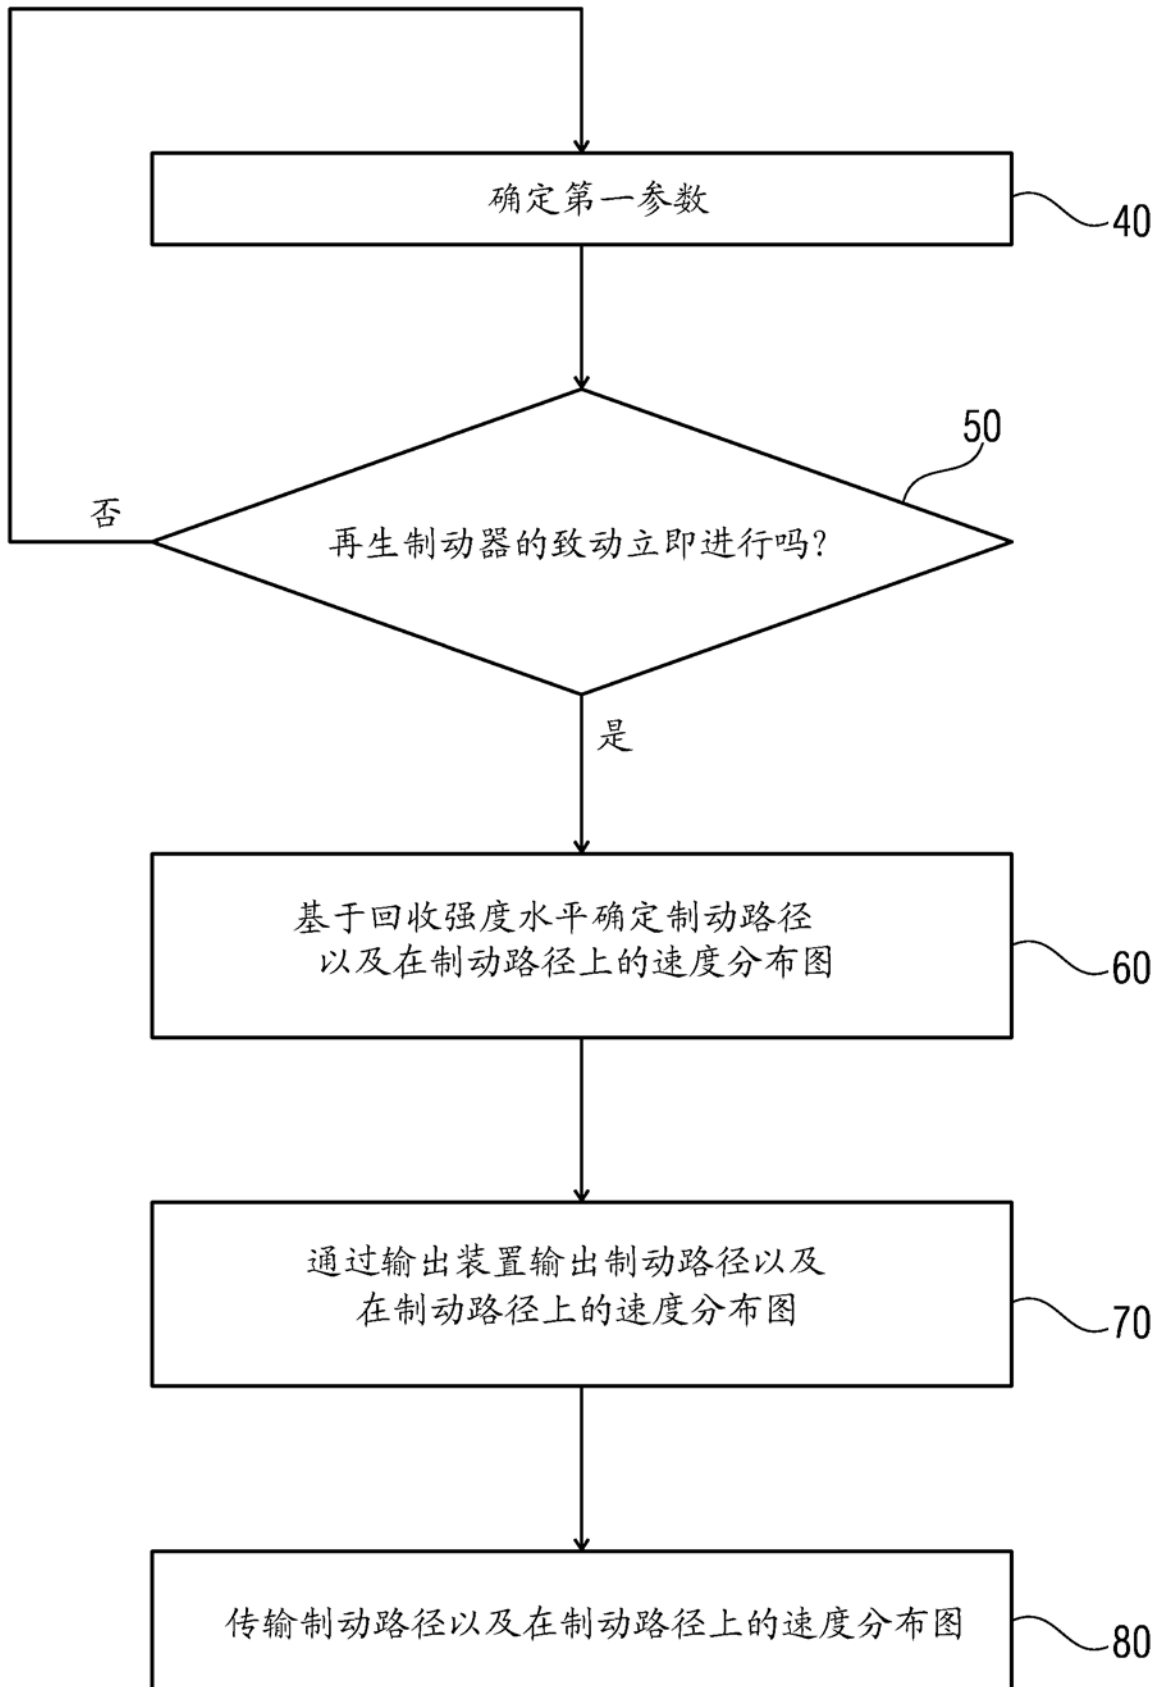 确定第一参数
40
50
否
再生制动器的致动立即进行吗?
是
基于回收强度水平确定制动路径
以及在制动路径上的速度分布图
60
通过输出装置输出制动路径以及
在制动路径上的速度分布图
70
传输制动路径以及在制动路径上的速度分布图
80